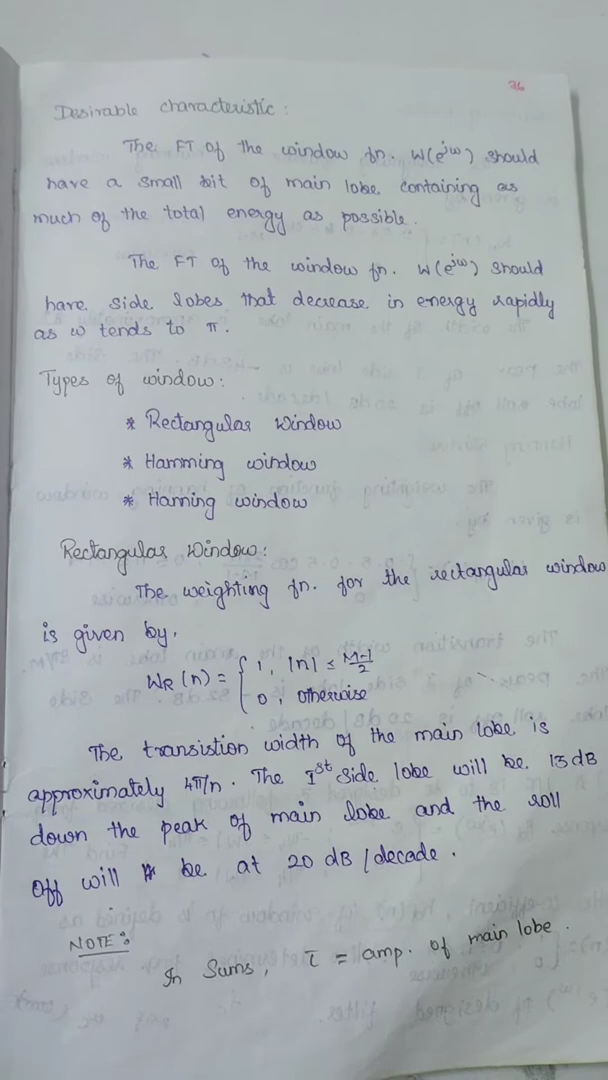 76
Desirable characteristic:
The FT of the window fn. W(e^jω) should
have a small bit of main lobe containing as
much of the total energy as possible.
The FT of the window fn. W(e^jω) should
have side lobes that decrease in energy rapidly
as ω tends to π.
Types of window:
* Rectangular window
* Hamming window
* Hanning window
Rectangular Window:
The weighting fn. for the rectangular window
is given by,
W_R(n) = { 1, |n| ≤ M-1/2
0, otherwise
The transistion width of the main lobe is
approximately 4π/n. The Ist side lobe will be 13 dB
down the peak of main lobe and the roll
off will be at 20 dB/decade.
NOTE:
In Sums, τ = amp. of main lobe.